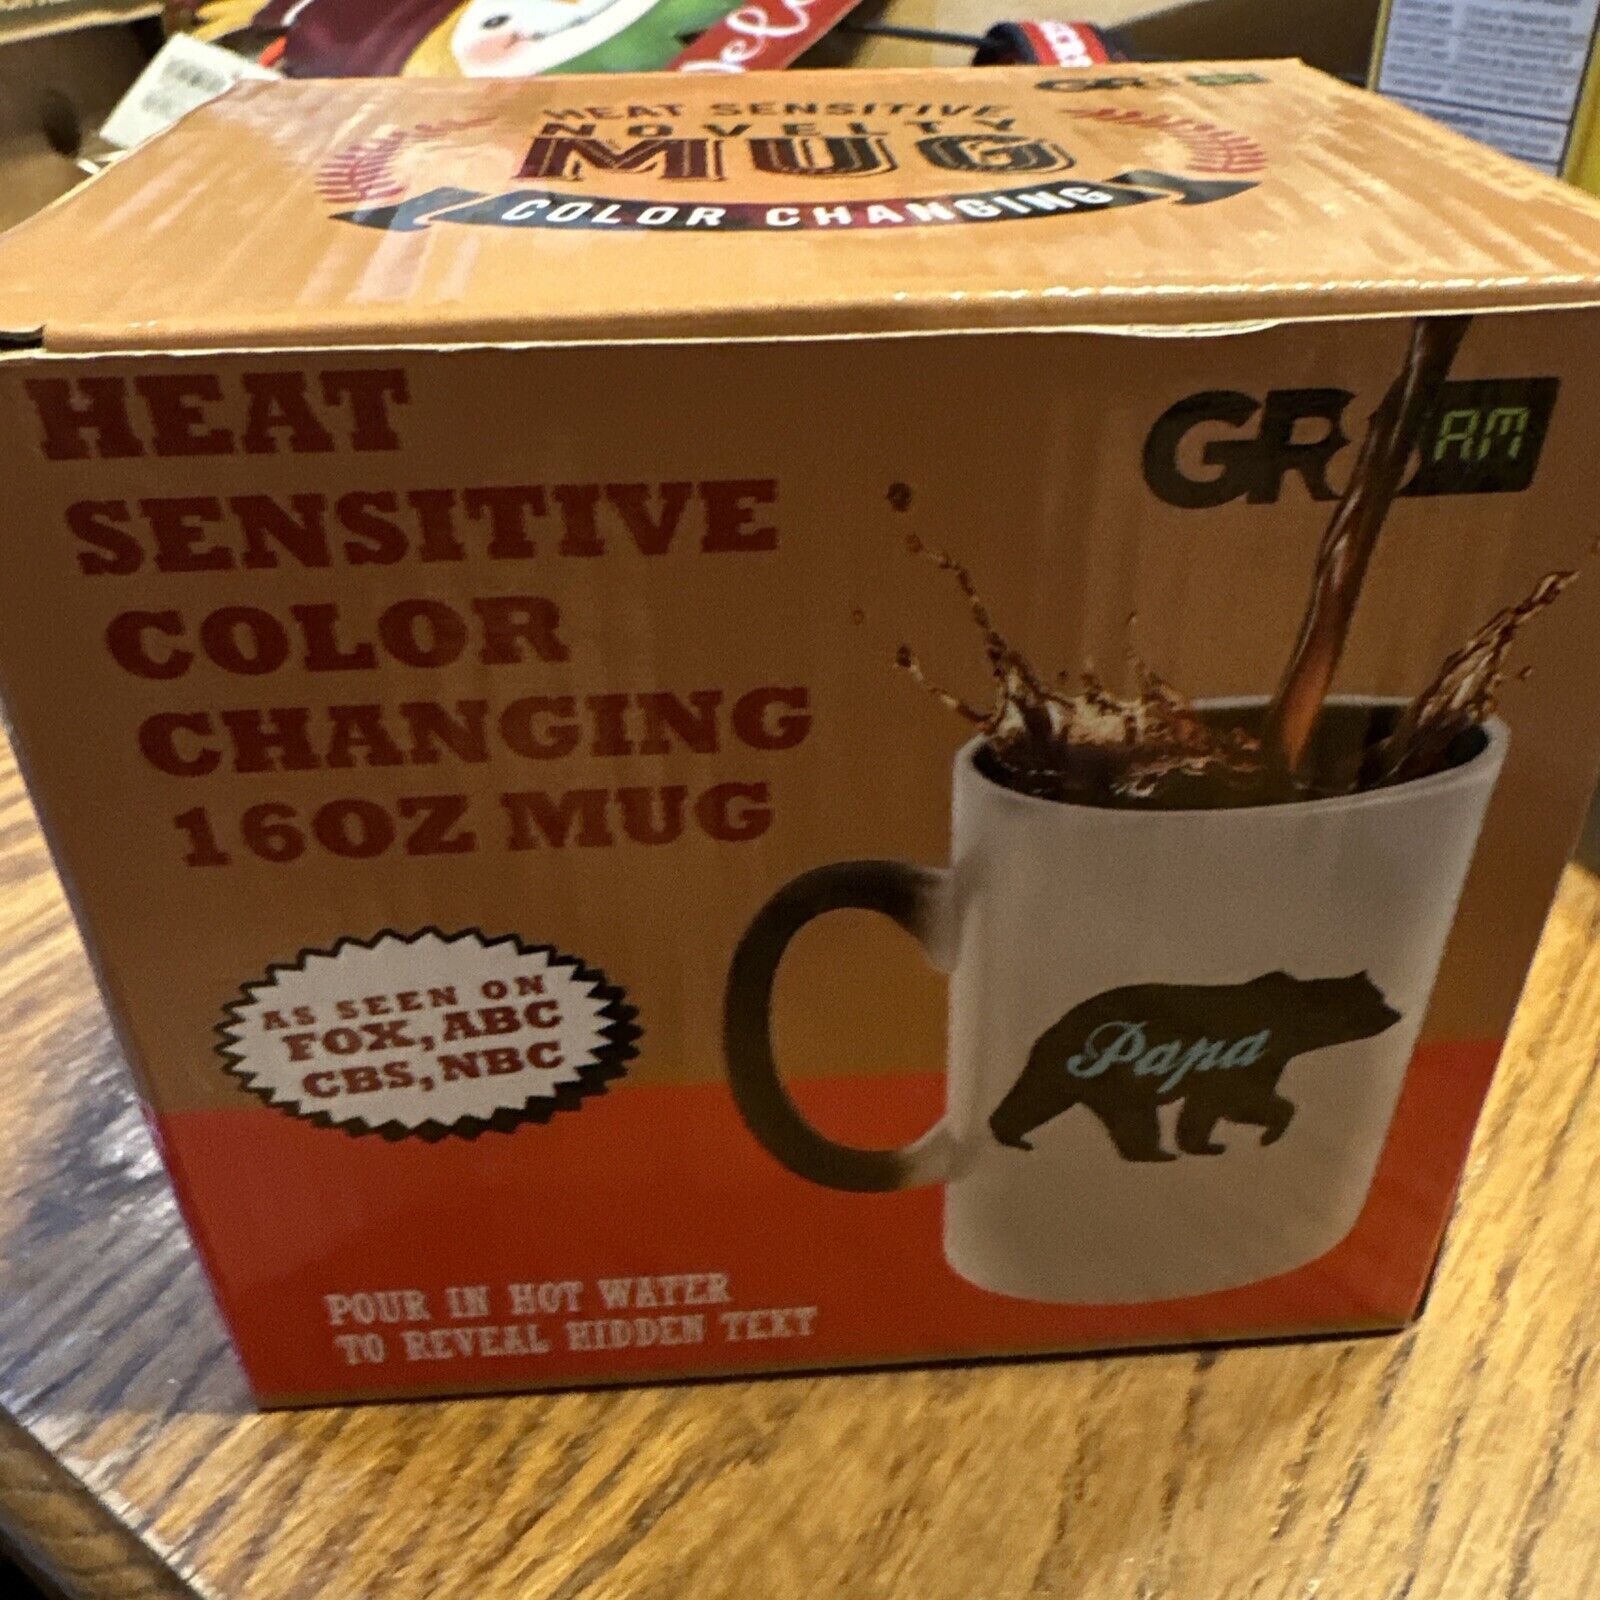 HEAT SENSITIVE
NOVELTY
MUG
COLOR CHANGING
HEAT
SENSITIVE
COLOR
CHANGING
16OZ MUG
AM
AS SEEN ON
FOX, ABC
CBS, NBC
Papa
POUR IN HOT WATER
TO REVEAL HIDDEN TEXT